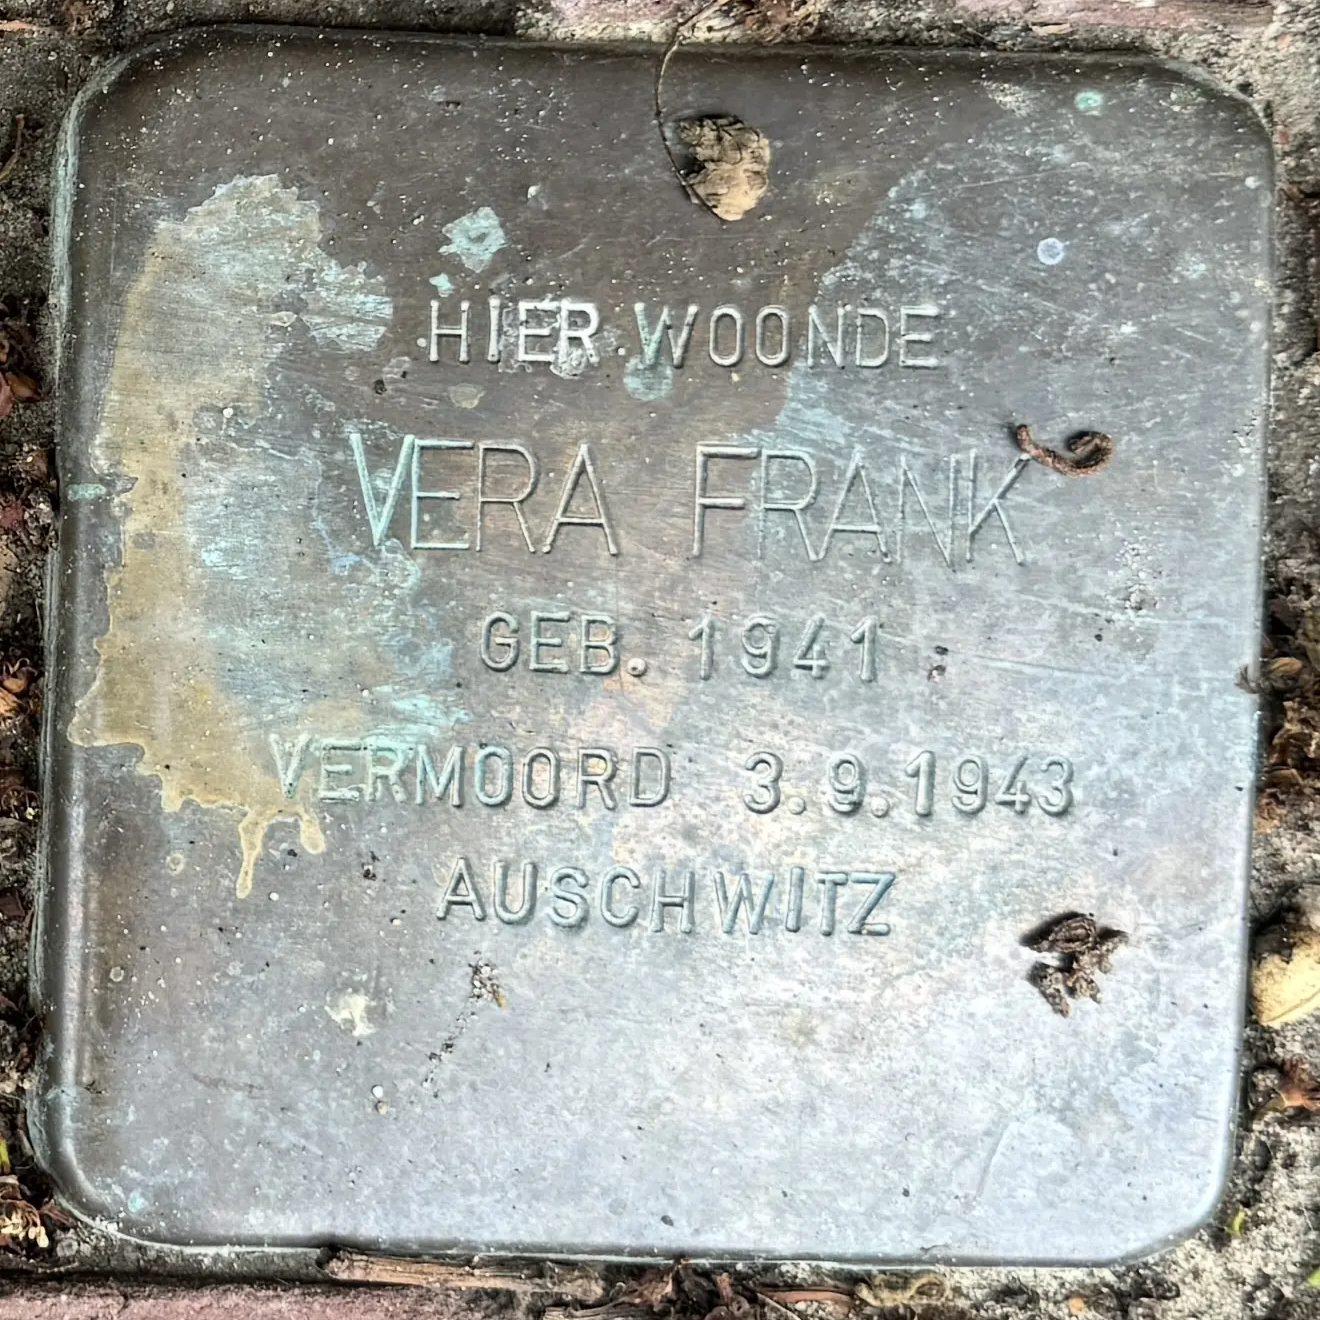 HIER WOONDE
VERA FRANK
GEB. 1941
VERMOORD 3.9.1943
AUSCHWITZ